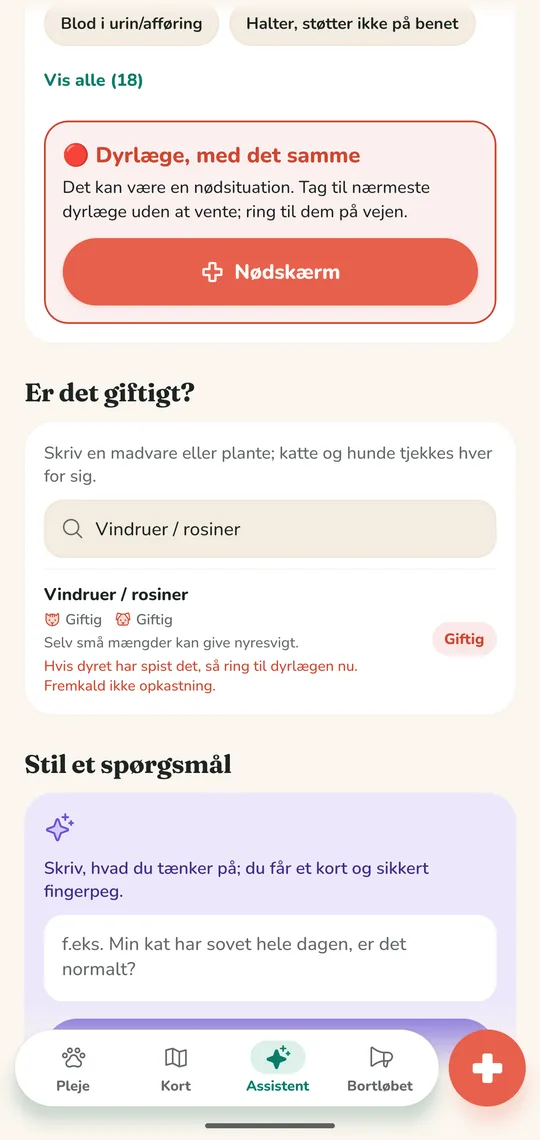 Blod i urin/afføring
Halter, støtter ikke på benet
Vis alle (18)
Dyrlæge, med det samme
Det kan være en nødsituation. Tag til nærmeste
dyrlæge uden at vente; ring til dem på vejen.
Nødskærm
Er det giftigt?
Skriv en madvare eller plante; katte og hunde tjekkes hver
for sig.
Vindruer / rosiner
Vindruer / rosiner
Giftig Giftig
Selv små mængder kan give nyresvigt.
Giftig
Hvis dyret har spist det, så ring til dyrlægen nu.
Fremkald ikke opkastning.
Stil et spørgsmål
Skriv, hvad du tænker på; du får et kort og sikkert
fingerpeg.
f.eks. Min kat har sovet hele dagen, er det
normalt?
Pleje
Kort
Assistent
Bortløbet